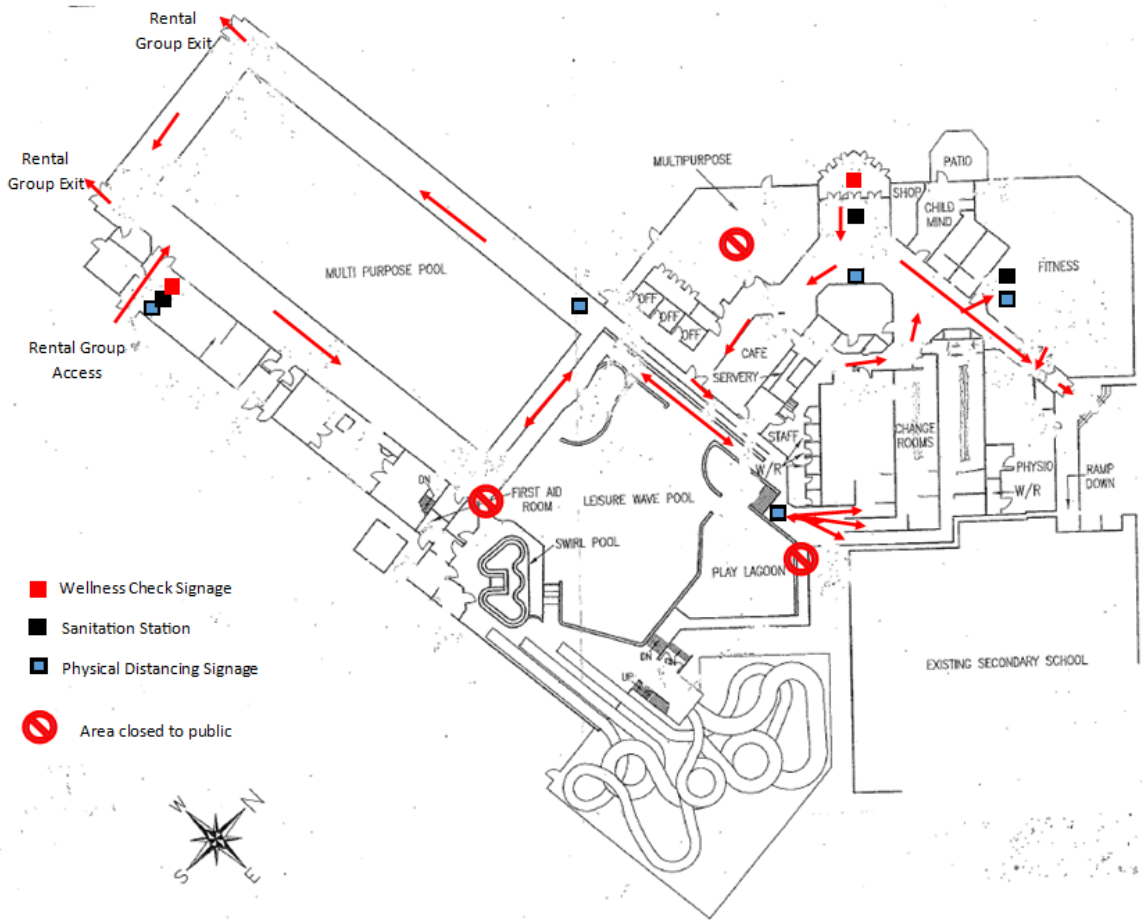 Rental
Group Exit
Rental
Group Exit
MULTIPURPOSE
PATIO
SHOP
CHILD
MIND
FITNESS
MULTI PURPOSE POOL
OFF
OFF
OFF
CAFE
SERVERY
Rental Group
Access
STAFF
W/R
CHANGE
ROOMS
PHYSIO
W/R
RAMP
DOWN
DN
FIRST AID
ROOM
LEISURE WAVE POOL
SWIRL POOL
PLAY LAGOON
DN
UP
EXISTING SECONDARY SCHOOL
Wellness Check Signage
Sanitation Station
Physical Distancing Signage
Area closed to public
W
N
S
E